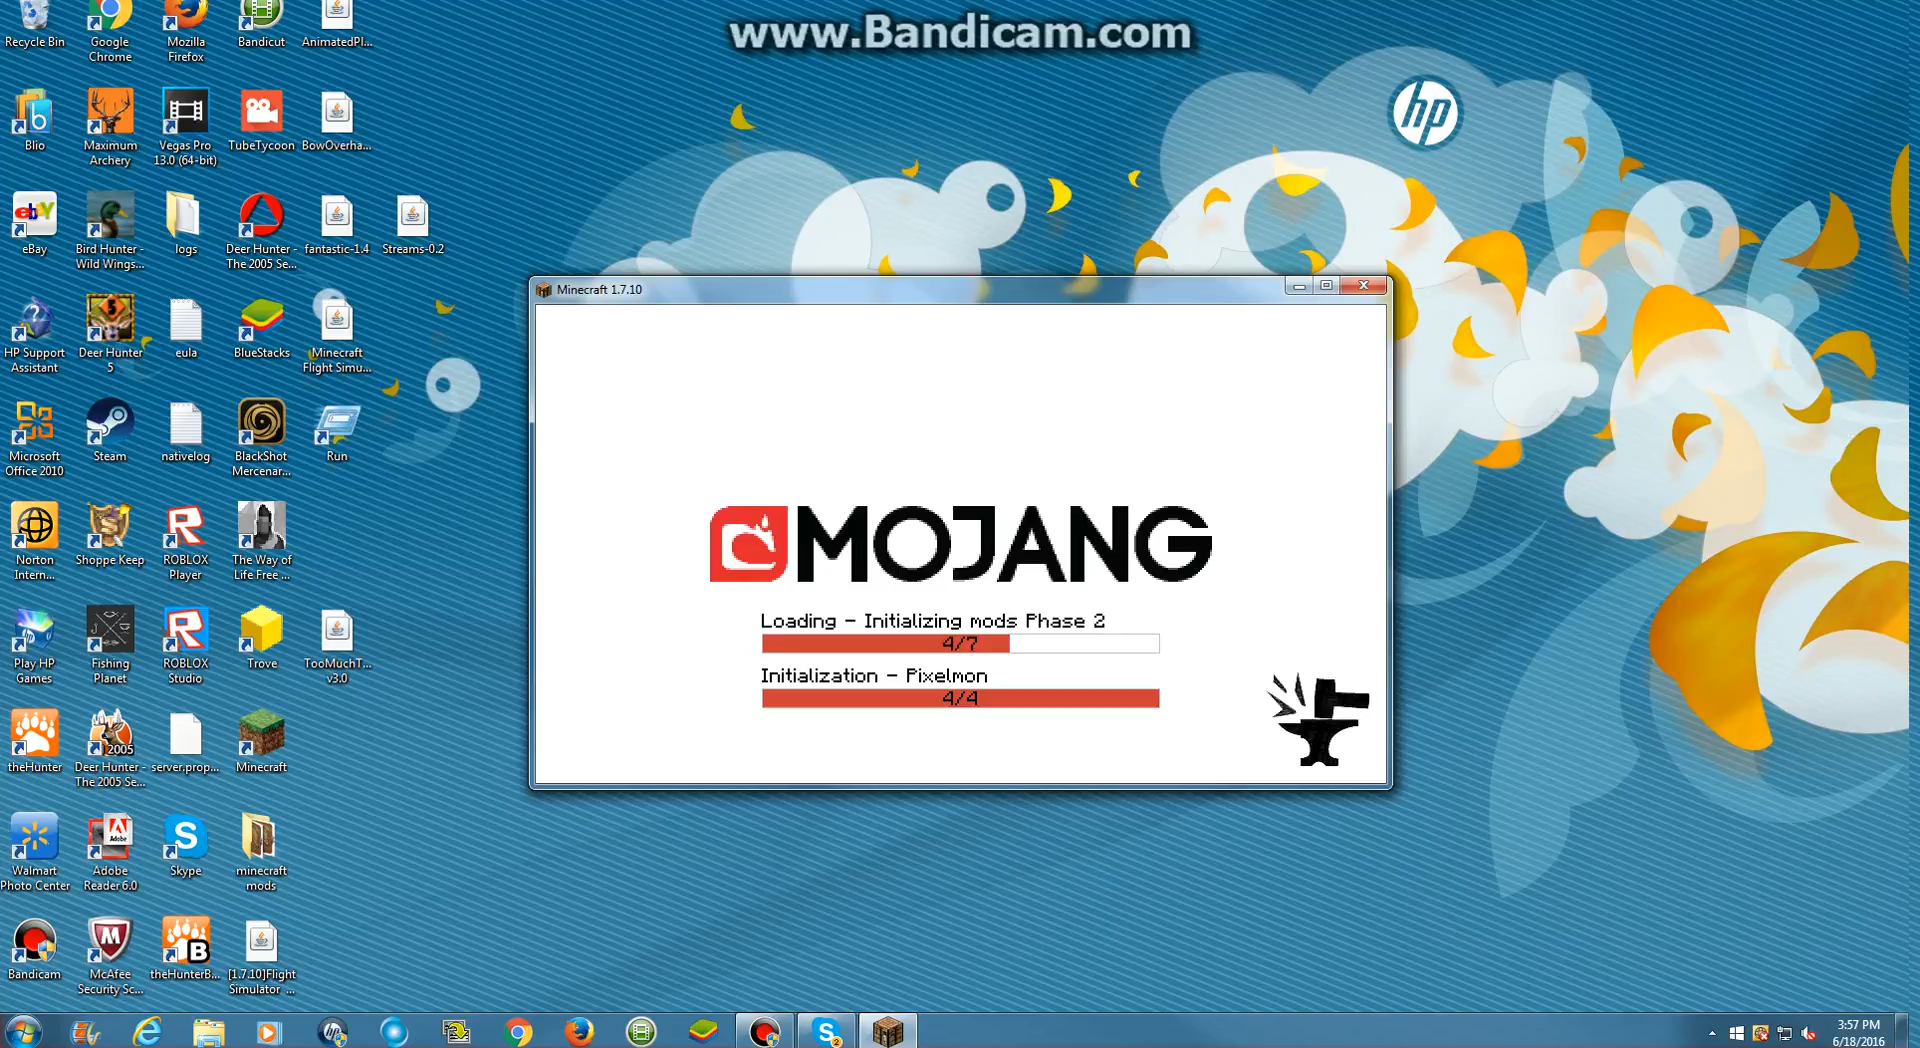 www.Bandicam.com
Recycle Bin
Google
Chrome
Mozilla
Firefox
Bandicut
AnimatedPl...
hp
Blio
Maximum
Archery
Vegas Pro
13.0 (64-bit)
TubeTycoon
BowOverha...
eBay
Bird Hunter -
Wild Wings...
logs
Deer Hunter -
The 2005 Se...
fantastic-1.4
Streams-0.2
Minecraft 1.7.10
HP Support
Assistant
Deer Hunter
5
eula
BlueStacks
Minecraft
Flight Simu...
Microsoft
Office 2010
Steam
nativelog
BlackShot
Mercenar...
Run
MOJANG
Norton
Intern...
Shoppe Keep
ROBLOX
Player
The Way of
Life Free ...
Loading - Initializing mods Phase 2
4/7
Initialization - Pixelmon
4/4
Play HP
Games
Fishing
Planet
ROBLOX
Studio
Trove
TooMuchT...
v3.0
theHunter
Deer Hunter -
The 2005 Se...
server.prop...
Minecraft
Walmart
Photo Center
Adobe
Reader 6.0
Skype
minecraft
mods
Bandicam
McAfee
Security Sc...
theHunterB...
[1.7.10]Flight
Simulator_...
3:57 PM
6/18/2016